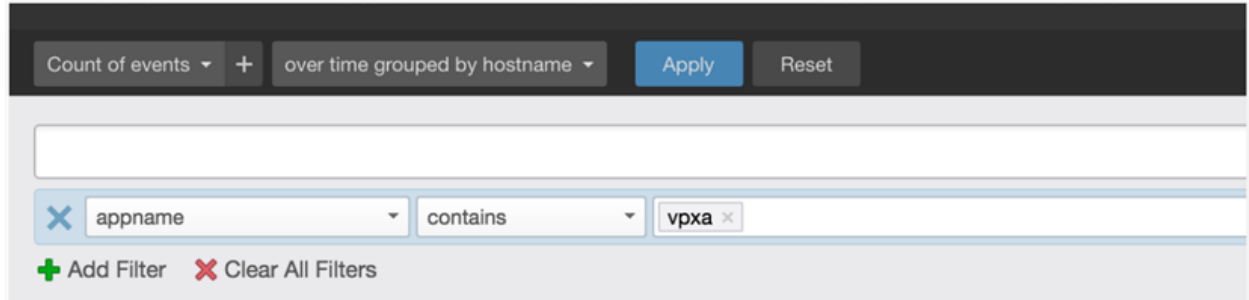 Count of events + over time grouped by hostname Apply Reset
appname contains vpxa ×
Add Filter Clear All Filters